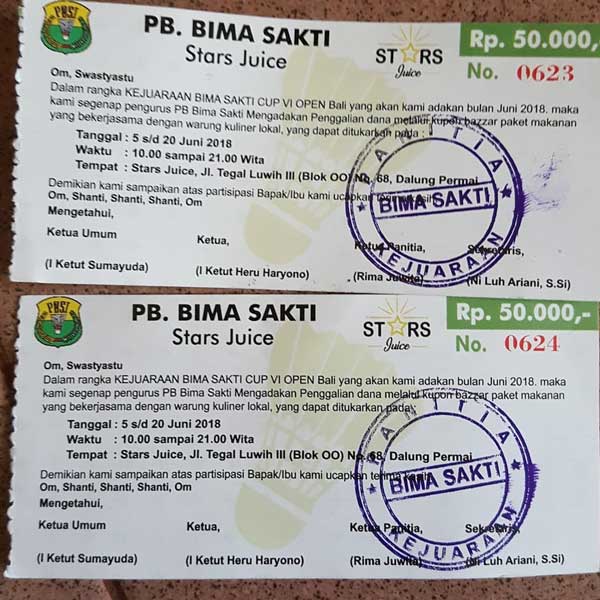 PBSI
PB. BIMA SAKTI
Stars Juice
STARS
Juice
Rp. 50.000,-
No. 0623
Om, Swastyastu
Dalam rangka KEJUARAAN BIMA SAKTI CUP VI OPEN Bali yang akan kami adakan bulan Juni 2018. maka
kami segenap pengurus PB Bima Sakti Mengadakan Penggalian dana melalui kupon bazzar paket makanan
yang bekerjasama dengan warung kuliner lokal, yang dapat ditukarkan pada :
Tanggal : 5 s/d 20 Juni 2018
Waktu : 10.00 sampai 21.00 Wita
Tempat : Stars Juice, Jl. Tegal Luwih III (Blok OO) No. 68, Dalung Permai
Demikian kami sampaikan atas partisipasi Bapak/Ibu kami ucapkan
Om, Shanti, Shanti, Shanti, Om
Mengetahui,
Ketua Umum Ketua, Ketua Panitia, Sekretaris,
(I Ketut Sumayuda) (I Ketut Heru Haryono) (Rima Juwita) (Ni Luh Ariani, S.Si)
PANITIA
BIMA SAKTI
KEJUARAAN
PBSI
PB. BIMA SAKTI
Stars Juice
STARS
Juice
Rp. 50.000,-
No. 0624
Om, Swastyastu
Dalam rangka KEJUARAAN BIMA SAKTI CUP VI OPEN Bali yang akan kami adakan bulan Juni 2018. maka
kami segenap pengurus PB Bima Sakti Mengadakan Penggalian dana melalui kupon bazzar paket makanan
yang bekerjasama dengan warung kuliner lokal, yang dapat ditukarkan pada :
Tanggal : 5 s/d 20 Juni 2018
Waktu : 10.00 sampai 21.00 Wita
Tempat : Stars Juice, Jl. Tegal Luwih III (Blok OO) No. 68, Dalung Permai
Demikian kami sampaikan atas partisipasi Bapak/Ibu kami ucapkan terima kasih
Om, Shanti, Shanti, Shanti, Om
Mengetahui,
Ketua Umum Ketua, Ketua Panitia, Sekretaris,
(I Ketut Sumayuda) (I Ketut Heru Haryono) (Rima Juwita) (Ni Luh Ariani, S.Si)
PANITIA
BIMA SAKTI
KEJUARAAN